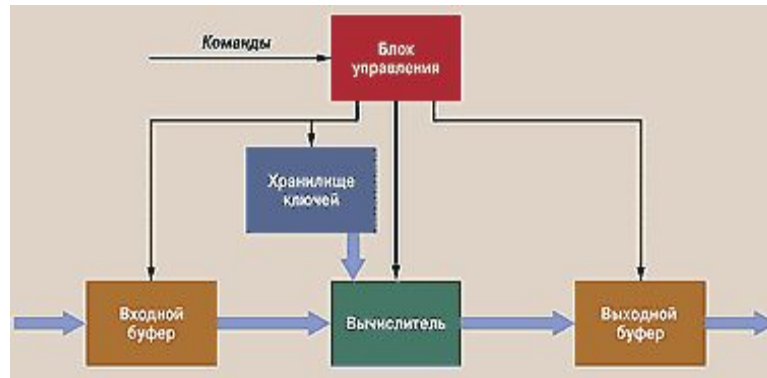 Команды
Блок
управления
Хранилище
ключей
Входной
буфер
Вычислитель
Выходной
буфер